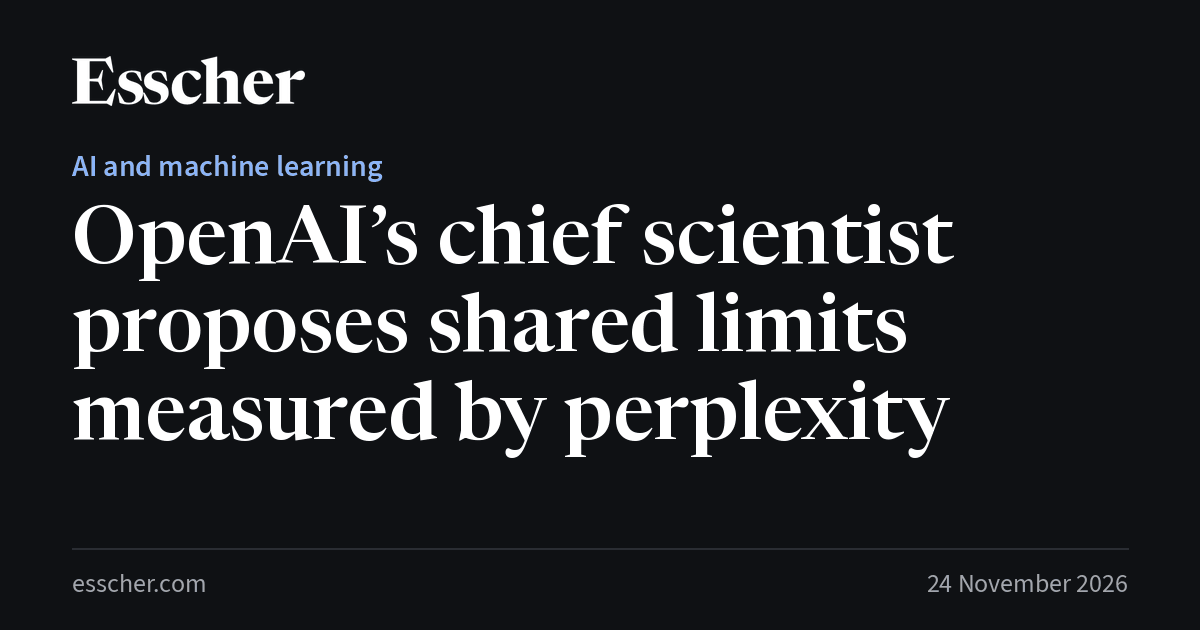 Esscher
AI and machine learning
OpenAI’s chief scientist
proposes shared limits
measured by perplexity
esscher.com
24 November 2026